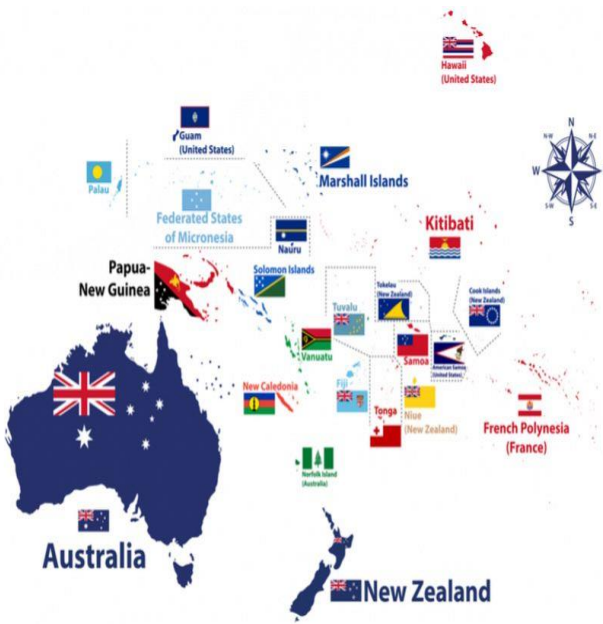 Hawaii
(United States)
Guam
(United States)
N
N-W
N-E
W
E
S-W
S-E
S
Palau
Marshall Islands
Federated States
of Micronesia
Kitibati
Nauru
Papua-
New Guinea
Solomon Islands
Tokelau
(New Zealand)
Cook Islands
(New Zealand)
Tuvalu
Vanuatu
Samoa
American Samoa
(United States)
New Caledonia
Fiji
Tonga
Niue
(New Zealand)
French Polynesia
(France)
Norfolk Island
(Australia)
Australia
New Zealand